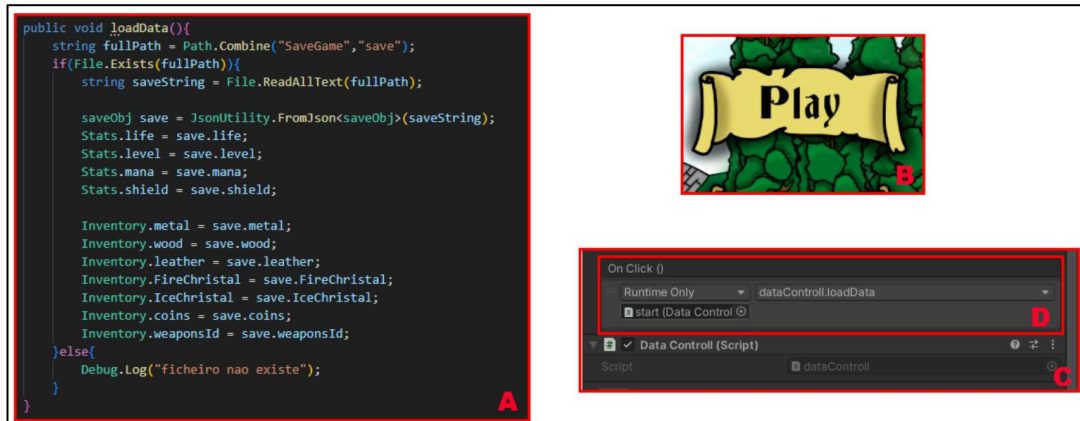 public void loadData(){
string fullPath = Path.Combine("SaveGame","save");
if(File.Exists(fullPath)){
string saveString = File.ReadAllText(fullPath);
saveObj save = JsonUtility.FromJson<saveObj>(saveString);
Stats.life = save.life;
Stats.level = save.level;
Stats.mana = save.mana;
Stats.shield = save.shield;
Inventory.metal = save.metal;
Inventory.wood = save.wood;
Inventory.leather = save.leather;
Inventory.FireChristal = save.FireChristal;
Inventory.IceChristal = save.IceChristal;
Inventory.coins = save.coins;
Inventory.weaponsId = save.weaponsId;
}else{
Debug.Log("ficheiro nao existe");
}
}
A
Play
B
On Click ()
Runtime Only dataControll.loadData
start (Data Control
D
# Data Controll (Script)
Script dataControll
C